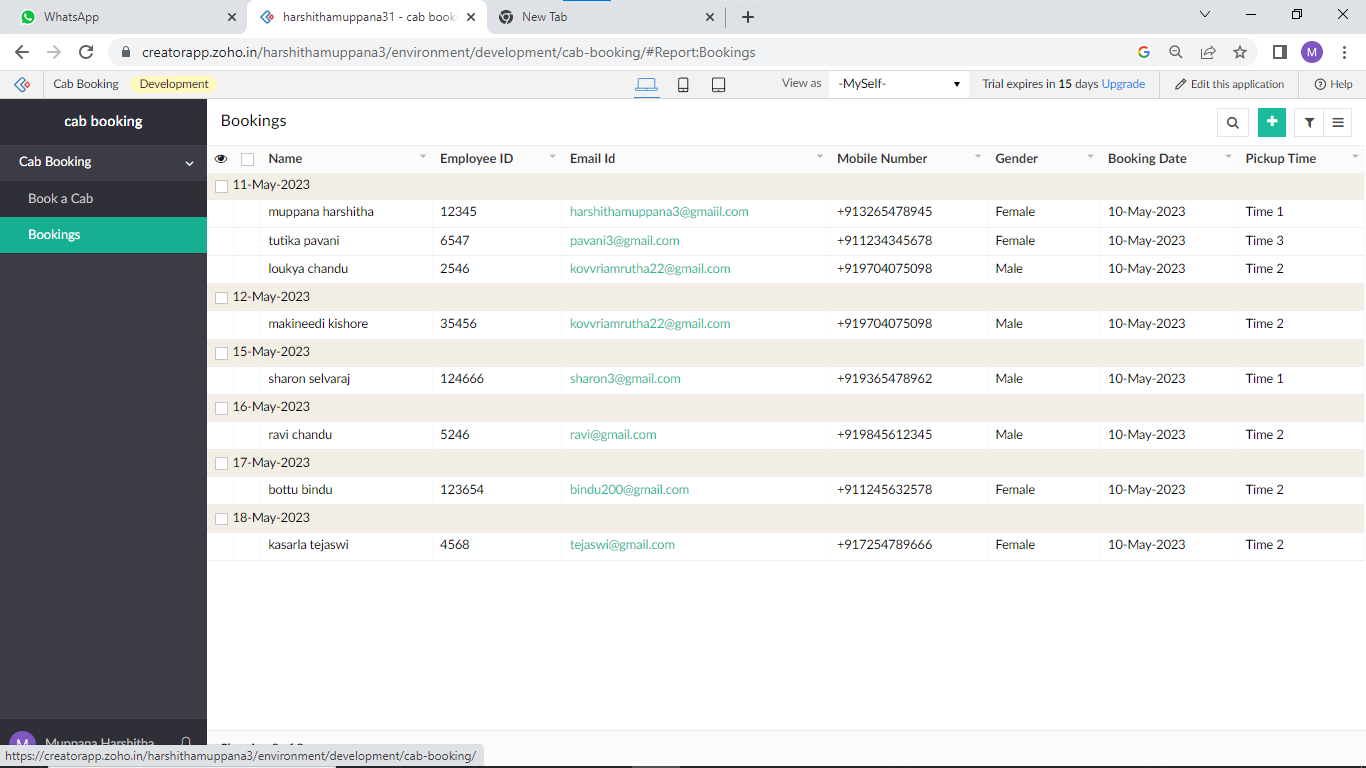 WhatsApp
harshithamuppana31 - cab booki
New Tab
creatorapp.zoho.in/harshithamuppana3/environment/development/cab-booking/#Report:Bookings
M
Cab Booking Development View as -MySelf- Trial expires in 15 days Upgrade Edit this application Help
cab booking
Cab Booking
Book a Cab
Bookings
Bookings
Name Employee ID Email Id Mobile Number Gender Booking Date Pickup Time
11-May-2023
muppana harshitha 12345 harshithamuppana3@gmaiil.com +913265478945 Female 10-May-2023 Time 1
tutika pavani 6547 pavani3@gmail.com +911234345678 Female 10-May-2023 Time 3
loukya chandu 2546 kovvriamrutha22@gmail.com +919704075098 Male 10-May-2023 Time 2
12-May-2023
makineedi kishore 35456 kovvriamrutha22@gmail.com +919704075098 Male 10-May-2023 Time 2
15-May-2023
sharon selvaraj 124666 sharon3@gmail.com +919365478962 Male 10-May-2023 Time 1
16-May-2023
ravi chandu 5246 ravi@gmail.com +919845612345 Male 10-May-2023 Time 2
17-May-2023
bottu bindu 123654 bindu200@gmail.com +911245632578 Female 10-May-2023 Time 2
18-May-2023
kasarla tejaswi 4568 tejaswi@gmail.com +917254789666 Female 10-May-2023 Time 2
M Muppana Harshitha
https://creatorapp.zoho.in/harshithamuppana3/environment/development/cab-booking/